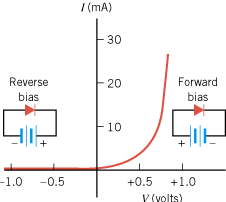 I (mA)
30
20
10
Reverse
bias
Forward
bias
− +
+ −
−1.0 −0.5 +0.5 +1.0
V (volts)